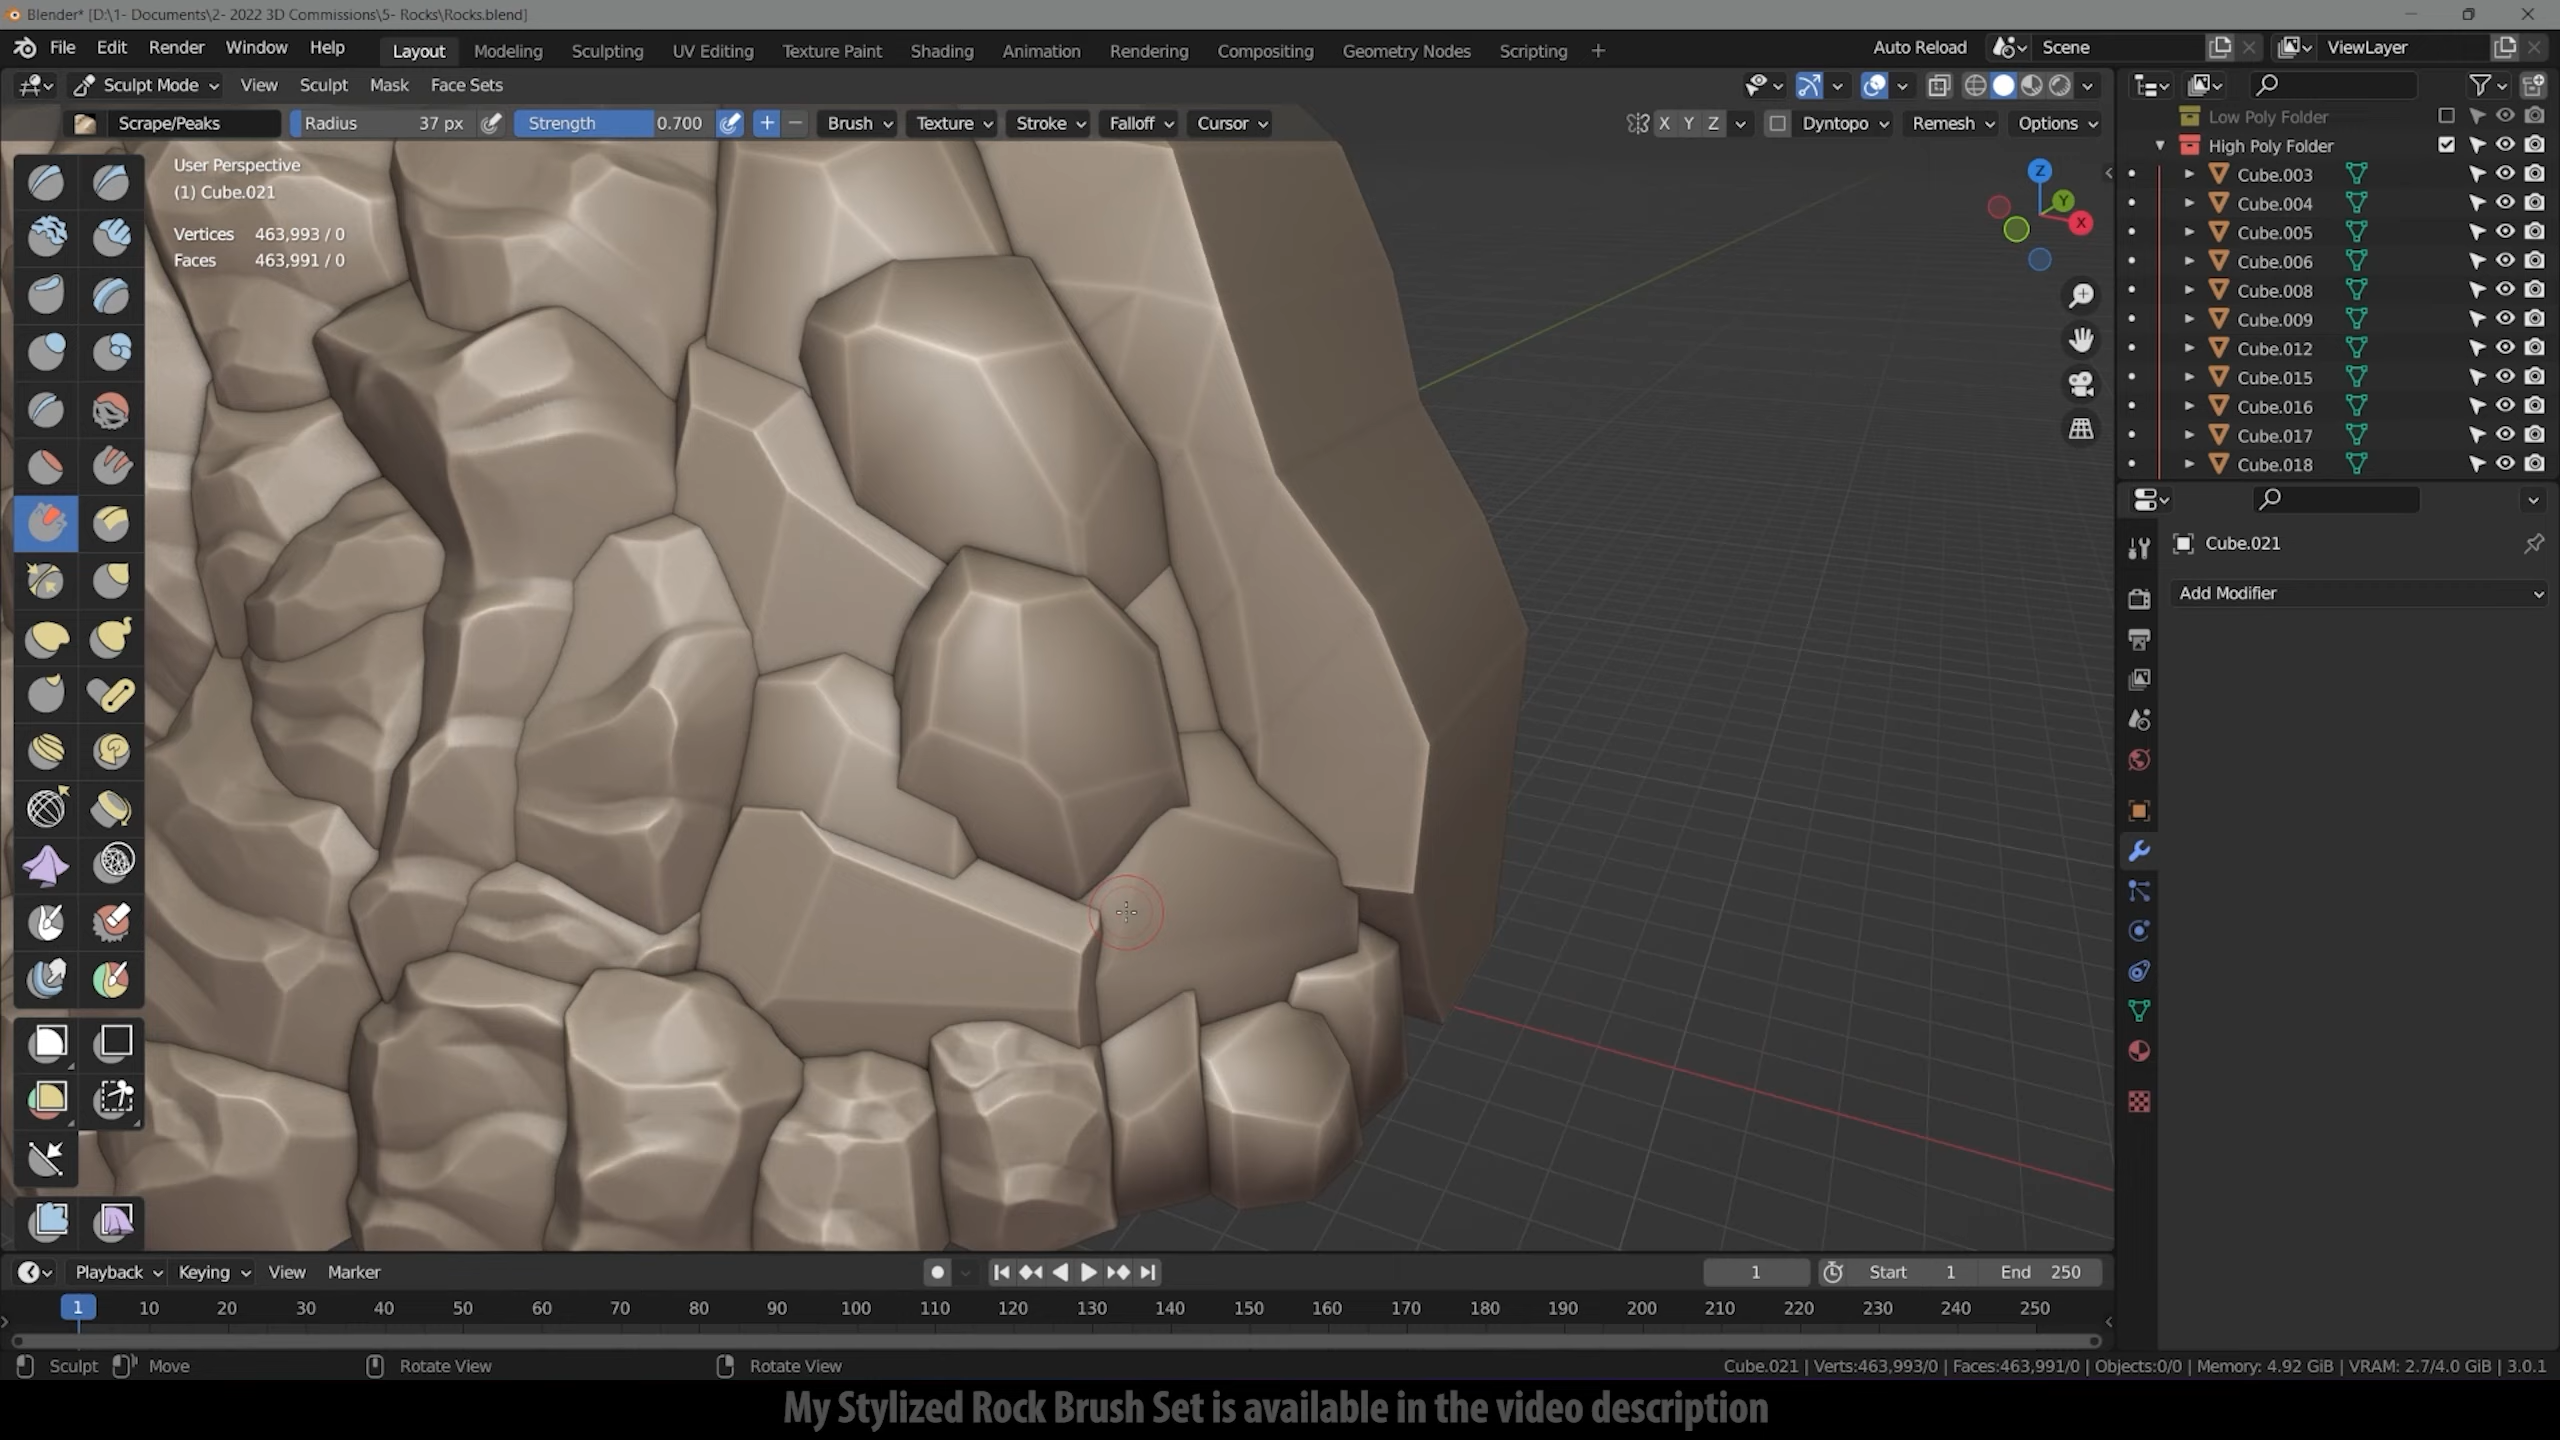 Blender* [D:\1- Documents\2- 2022 3D Commissions\5- Rocks\Rocks.blend]
File Edit Render Window Help Layout Modeling Sculpting UV Editing Texture Paint Shading Animation Rendering Compositing Geometry Nodes Scripting + Auto Reload Scene ViewLayer
Sculpt Mode View Sculpt Mask Face Sets
Scrape/Peaks Radius 37 px Strength 0.700 + − Brush Texture Stroke Falloff Cursor X Y Z Dyntopo Remesh Options
User Perspective
(1) Cube.021
Vertices 463,993 / 0
Faces 463,991 / 0
Z
Y
X
Low Poly Folder
High Poly Folder
Cube.003
Cube.004
Cube.005
Cube.006
Cube.008
Cube.009
Cube.012
Cube.015
Cube.016
Cube.017
Cube.018
Cube.021
Add Modifier
Playback Keying View Marker 1 Start 1 End 250
1 10 20 30 40 50 60 70 80 90 100 110 120 130 140 150 160 170 180 190 200 210 220 230 240 250
Sculpt Move Rotate View Rotate View Cube.021 | Verts:463,993/0 | Faces:463,991/0 | Objects:0/0 | Memory: 4.92 GiB | VRAM: 2.7/4.0 GiB | 3.0.1
My Stylized Rock Brush Set is available in the video description